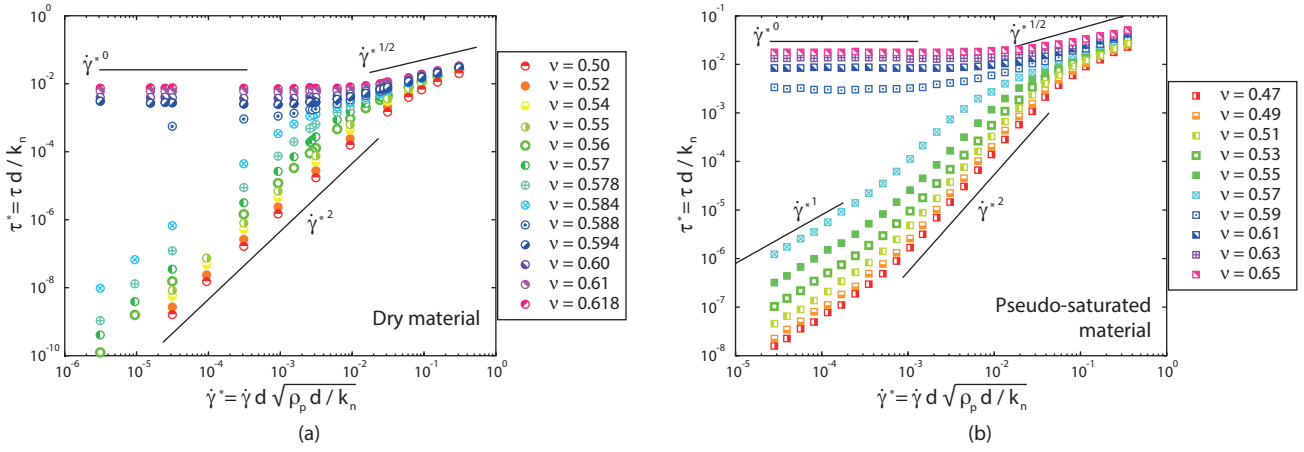 (a)
10⁰
10⁻²
10⁻⁴
10⁻⁶
10⁻⁸
10⁻¹⁰
τ* = τ d / kₙ
γ̇*⁰
γ̇*¹ᐟ²
γ̇*²
Dry material
10⁻⁶ 10⁻⁵ 10⁻⁴ 10⁻³ 10⁻² 10⁻¹ 10⁰
γ̇* = γ̇ d √ρₚ d / kₙ
(a)
ν = 0.50
ν = 0.52
ν = 0.54
ν = 0.55
ν = 0.56
ν = 0.57
ν = 0.578
ν = 0.584
ν = 0.588
ν = 0.594
ν = 0.60
ν = 0.61
ν = 0.618
(b)
10⁻¹
10⁻²
10⁻³
10⁻⁴
10⁻⁵
10⁻⁶
10⁻⁷
10⁻⁸
τ* = τ d / kₙ
γ̇*⁰
γ̇*¹ᐟ²
γ̇*¹
γ̇*²
Pseudo-saturated
material
10⁻⁵ 10⁻⁴ 10⁻³ 10⁻² 10⁻¹ 10⁰
γ̇* = γ̇ d √ρₚ d / kₙ
(b)
ν = 0.47
ν = 0.49
ν = 0.51
ν = 0.53
ν = 0.55
ν = 0.57
ν = 0.59
ν = 0.61
ν = 0.63
ν = 0.65